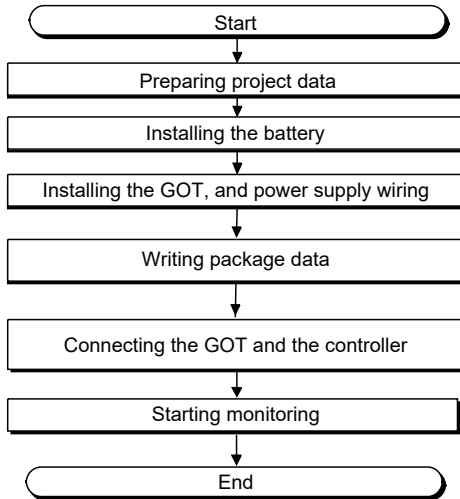 Start
Preparing project data
Installing the battery
Installing the GOT, and power supply wiring
Writing package data
Connecting the GOT and the controller
Starting monitoring
End